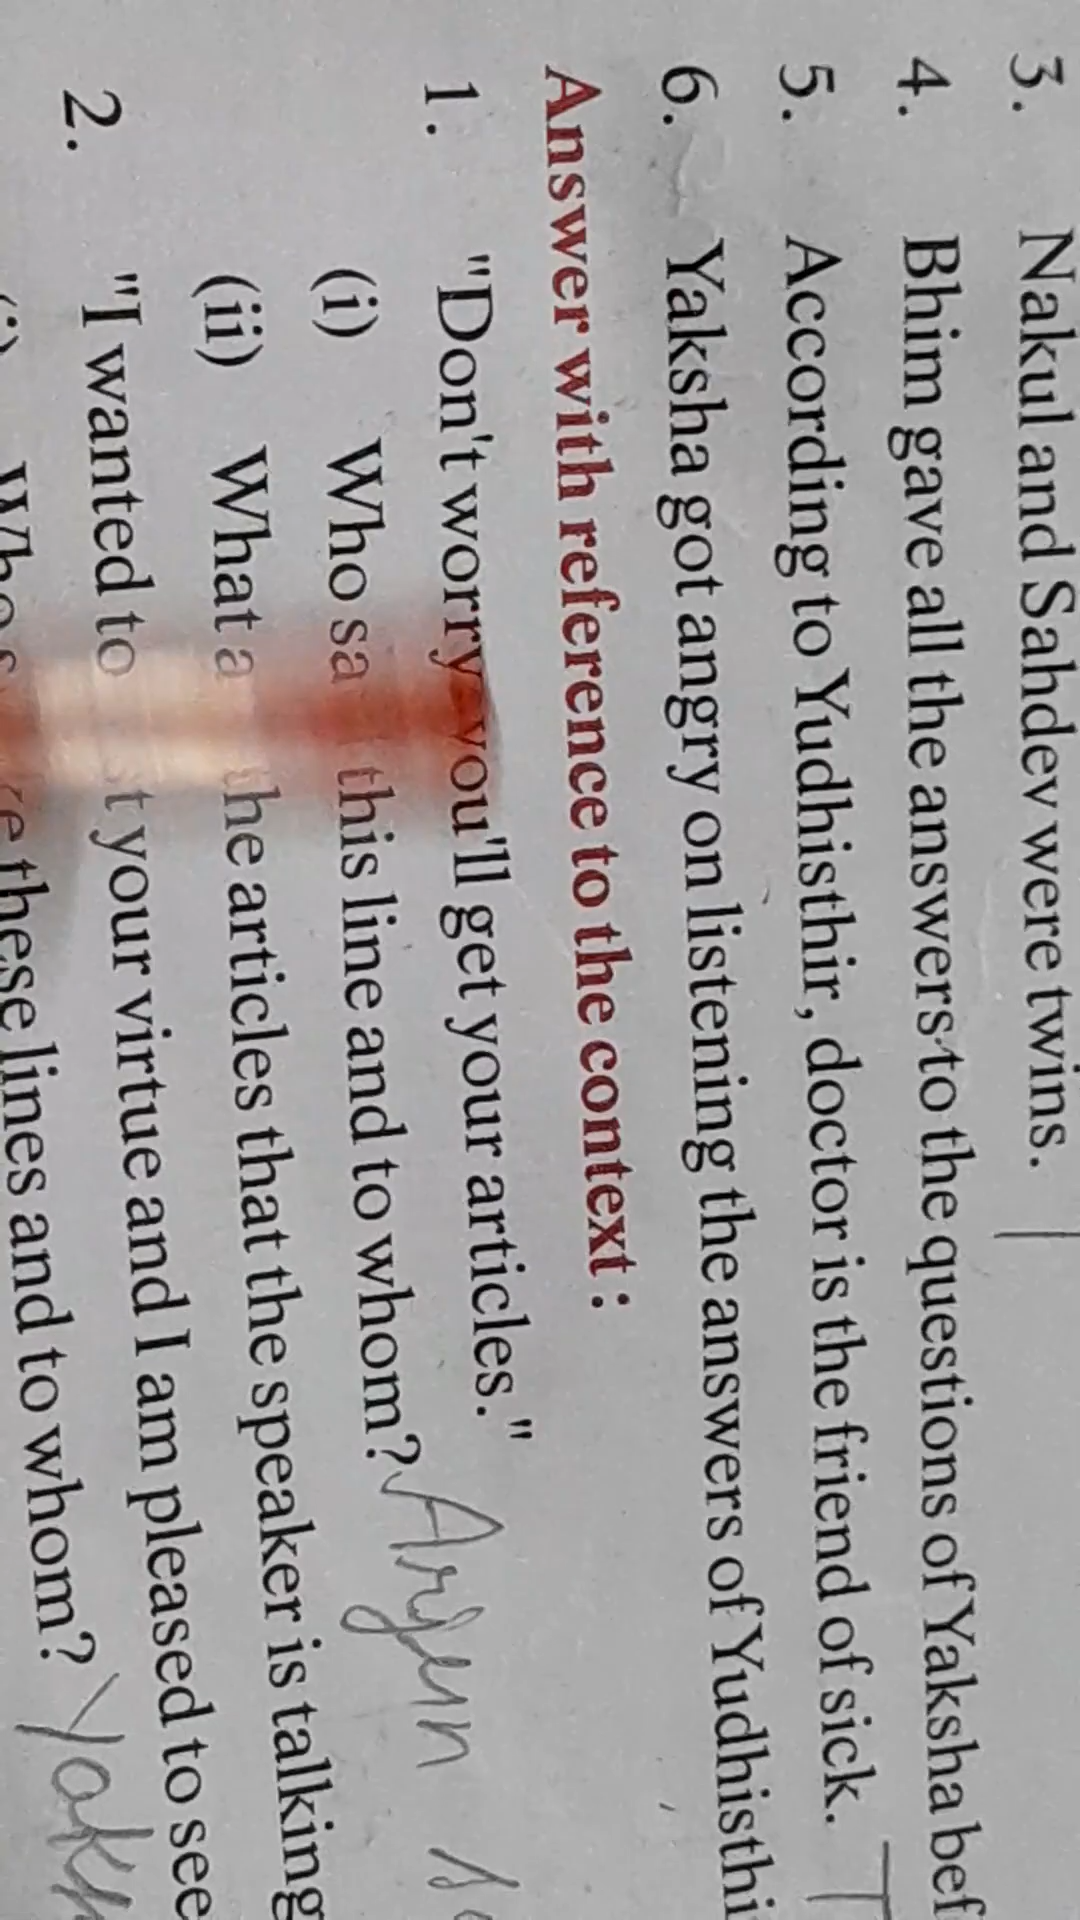 3. Nakul and Sahdev were twins.
4. Bhim gave all the answers to the questions of Yaksha bef
5. According to Yudhisthir, doctor is the friend of sick. T
6. Yaksha got angry on listening the answers of Yudhisthi
Answer with reference to the context :
1. "Don't worry you'll get your articles."
(i) Who sa this line and to whom? Arjun
(ii) What a he articles that the speaker is talking
2. "I wanted to st your virtue and I am pleased to see
these lines and to whom? Yaks